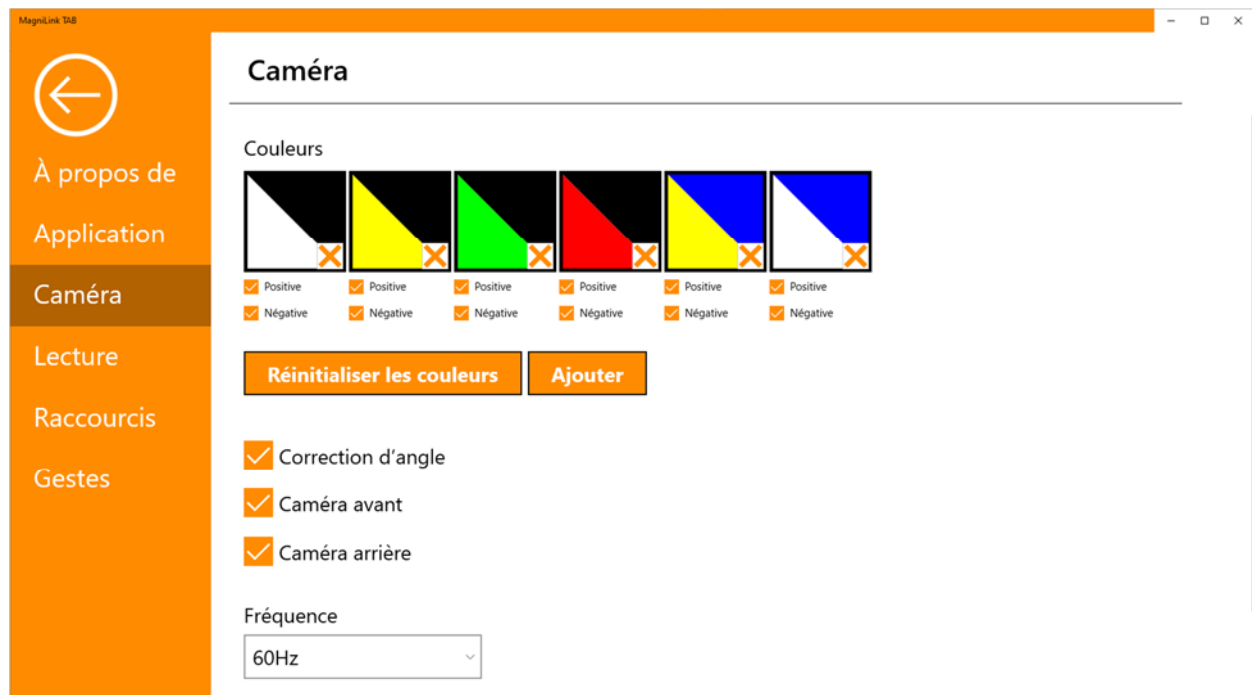 MagniLink TAB
Caméra
À propos de
Application
Caméra
Lecture
Raccourcis
Gestes
Couleurs
Positive Positive Positive Positive Positive Positive
Négative Négative Négative Négative Négative Négative
Réinitialiser les couleurs Ajouter
Correction d'angle
Caméra avant
Caméra arrière
Fréquence
60Hz